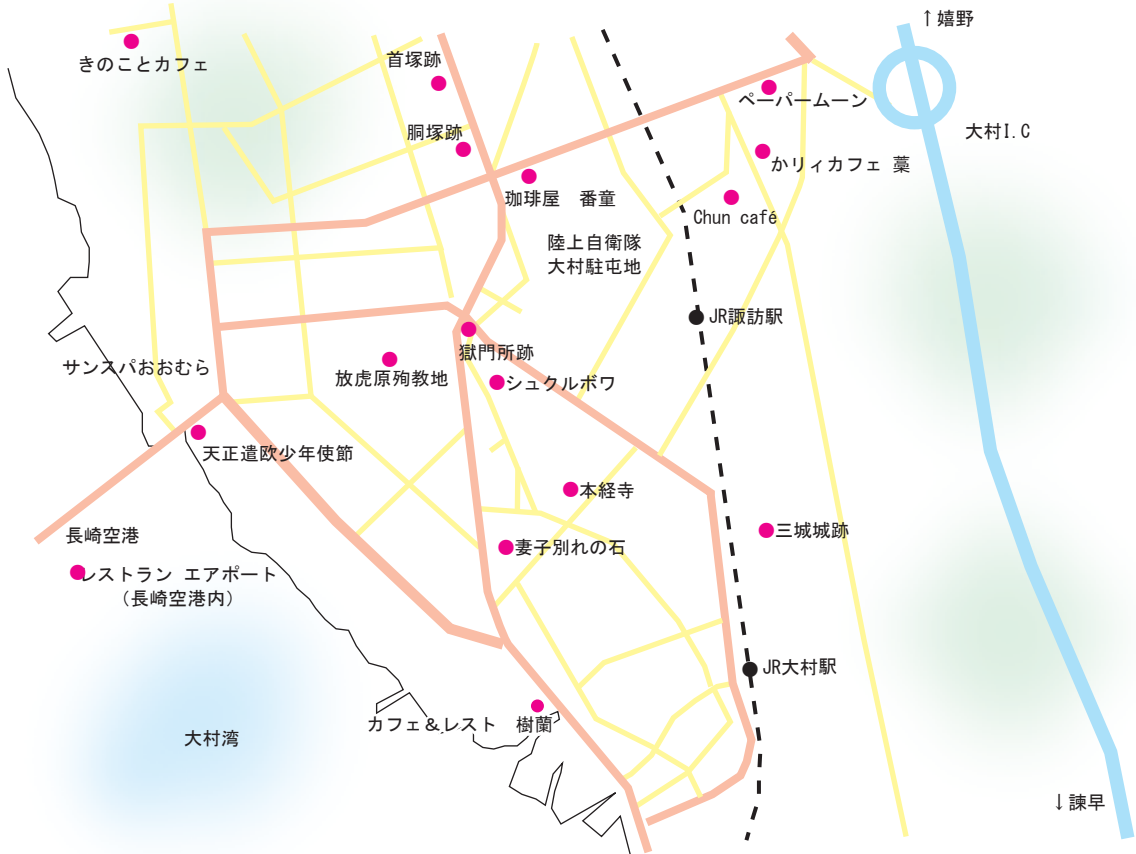 ↑嬉野
きのことカフェ
首塚跡
ペーパームーン
大村I.C
胴塚跡
かりィカフェ 藁
珈琲屋　番童
Chun café
陸上自衛隊
大村駐屯地
JR諏訪駅
獄門所跡
サンスパおおむら
放虎原殉教地
シュクルボワ
天正遣欧少年使節
本経寺
長崎空港
三城城跡
妻子別れの石
レストラン エアポート
（長崎空港内）
JR大村駅
カフェ＆レスト　樹蘭
大村湾
↓諫早